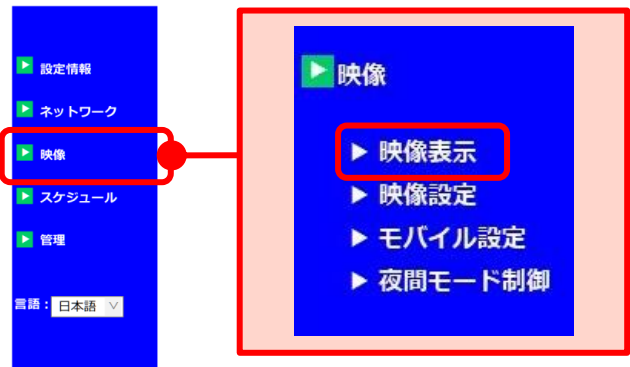 設定情報
ネットワーク
映像
スケジュール
管理
言語：日本語
映像
映像表示
映像設定
モバイル設定
夜間モード制御